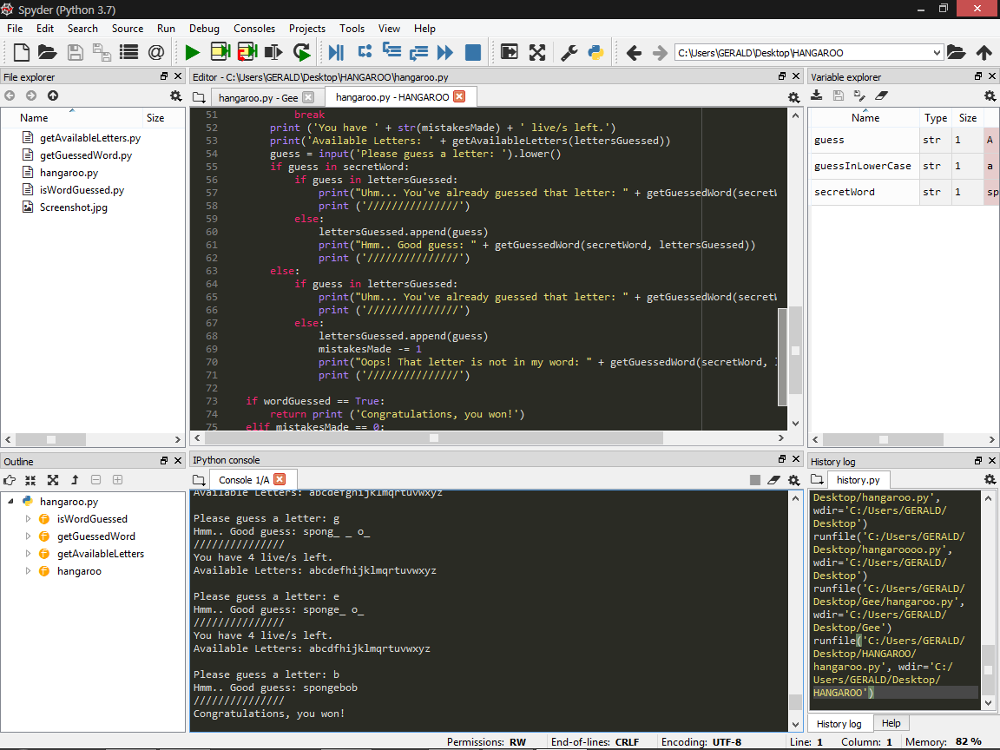 Spyder (Python 3.7)
File Edit Search Source Run Debug Consoles Projects Tools View Help
C:\Users\GERALD\Desktop\HANGAROO
File explorer
Name Size
getAvailableLetters.py
getGuessedWord.py
hangaroo.py
isWordGuessed.py
Screenshot.jpg
Editor - C:\Users\GERALD\Desktop\HANGAROO\hangaroo.py
hangaroo.py - Gee hangaroo.py - HANGAROO
51 break
52 print ('You have ' + str(mistakesMade) + ' live/s left.')
53 print('Available Letters: ' + getAvailableLetters(lettersGuessed))
54 guess = input('Please guess a letter: ').lower()
55 if guess in secretWord:
56 if guess in lettersGuessed:
57 print("Uhm... You've already guessed that letter: " + getGuessedWord(secretW
58 print ('///////////////')
59 else:
60 lettersGuessed.append(guess)
61 print("Hmm.. Good guess: " + getGuessedWord(secretWord, lettersGuessed))
62 print ('///////////////')
63 else:
64 if guess in lettersGuessed:
65 print("Uhm... You've already guessed that letter: " + getGuessedWord(secretW
66 print ('///////////////')
67 else:
68 lettersGuessed.append(guess)
69 mistakesMade -= 1
70 print("Oops! That letter is not in my word: " + getGuessedWord(secretWord, l
71 print ('///////////////')
72
73 if wordGuessed == True:
74 return print ('Congratulations, you won!')
75 elif mistakesMade == 0:
Variable explorer
Name Type Size
guess str 1 A
guessInLowerCase str 1 a
secretWord str 1 sp
Outline
hangaroo.py
isWordGuessed
getGuessedWord
getAvailableLetters
hangaroo
IPython console
Console 1/A
Available Letters: abcdefghijklmqrtuvwxyz
Please guess a letter: g
Hmm.. Good guess: spong_ _ o_
///////////////
You have 4 live/s left.
Available Letters: abcdefhijklmqrtuvwxyz
Please guess a letter: e
Hmm.. Good guess: sponge_ o_
///////////////
You have 4 live/s left.
Available Letters: abcdfhijklmqrtuvwxyz
Please guess a letter: b
Hmm.. Good guess: spongebob
///////////////
Congratulations, you won!
History log
history.py
Desktop/hangaroo.py',
wdir='C:/Users/GERALD/
Desktop')
runfile('C:/Users/GERALD/
Desktop/hangaroooo.py',
wdir='C:/Users/GERALD/
Desktop')
runfile('C:/Users/GERALD/
Desktop/Gee/hangaroo.py',
wdir='C:/Users/GERALD/
Desktop/Gee')
runfile('C:/Users/GERALD/
Desktop/HANGAROO/
hangaroo.py', wdir='C:/
Users/GERALD/Desktop/
HANGAROO')
History log Help
Permissions: RW End-of-lines: CRLF Encoding: UTF-8 Line: 1 Column: 1 Memory: 82 %